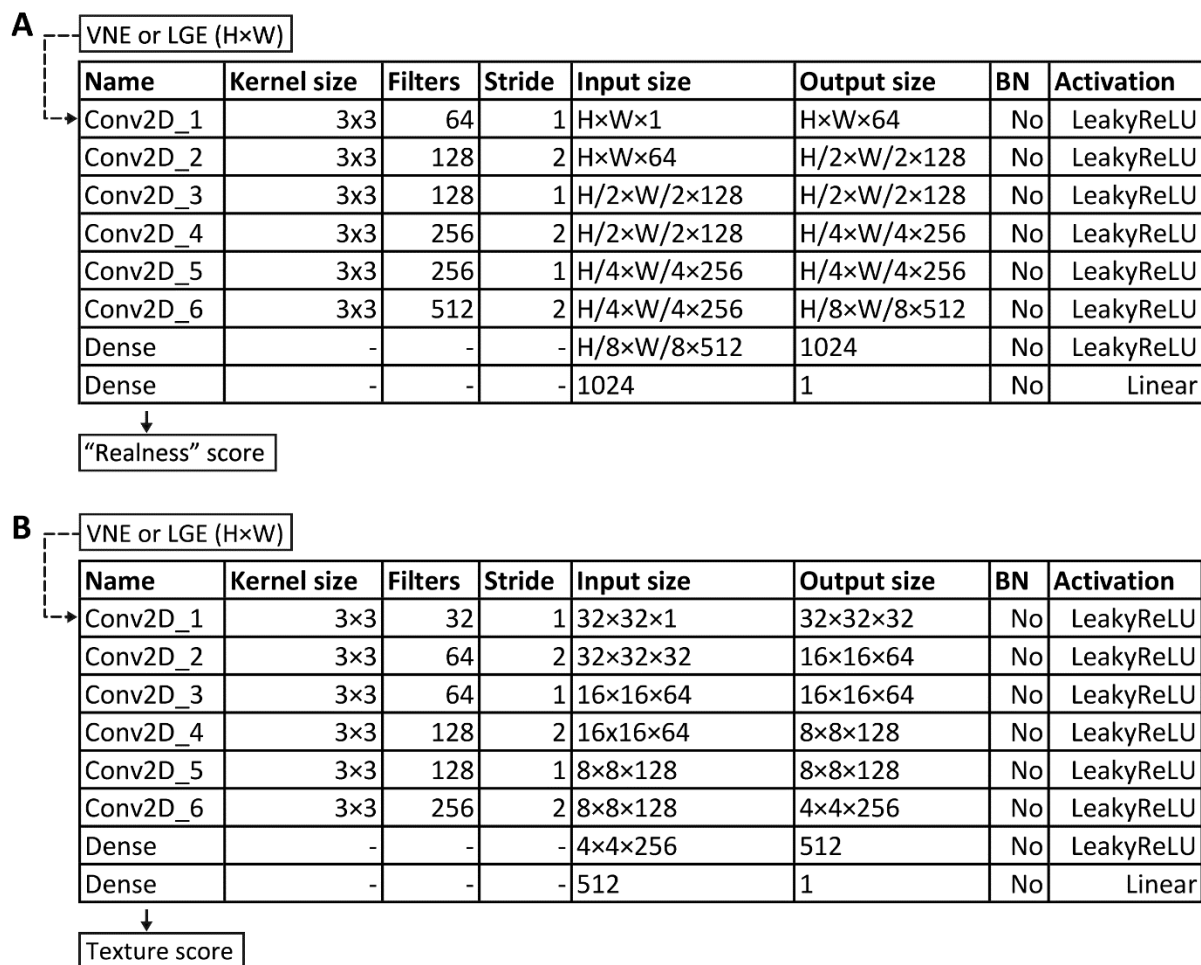 A
VNE or LGE (H×W)
Name Kernel size Filters Stride Input size Output size BN Activation
Conv2D_1 3x3 64 1 H×W×1 H×W×64 No LeakyReLU
Conv2D_2 3x3 128 2 H×W×64 H/2×W/2×128 No LeakyReLU
Conv2D_3 3x3 128 1 H/2×W/2×128 H/2×W/2×128 No LeakyReLU
Conv2D_4 3x3 256 2 H/2×W/2×128 H/4×W/4×256 No LeakyReLU
Conv2D_5 3x3 256 1 H/4×W/4×256 H/4×W/4×256 No LeakyReLU
Conv2D_6 3x3 512 2 H/4×W/4×256 H/8×W/8×512 No LeakyReLU
Dense - - - H/8×W/8×512 1024 No LeakyReLU
Dense - - - 1024 1 No Linear
“Realness” score
B
VNE or LGE (H×W)
Name Kernel size Filters Stride Input size Output size BN Activation
Conv2D_1 3×3 32 1 32×32×1 32×32×32 No LeakyReLU
Conv2D_2 3×3 64 2 32×32×32 16×16×64 No LeakyReLU
Conv2D_3 3×3 64 1 16×16×64 16×16×64 No LeakyReLU
Conv2D_4 3×3 128 2 16x16×64 8×8×128 No LeakyReLU
Conv2D_5 3×3 128 1 8×8×128 8×8×128 No LeakyReLU
Conv2D_6 3×3 256 2 8×8×128 4×4×256 No LeakyReLU
Dense - - - 4×4×256 512 No LeakyReLU
Dense - - - 512 1 No Linear
Texture score